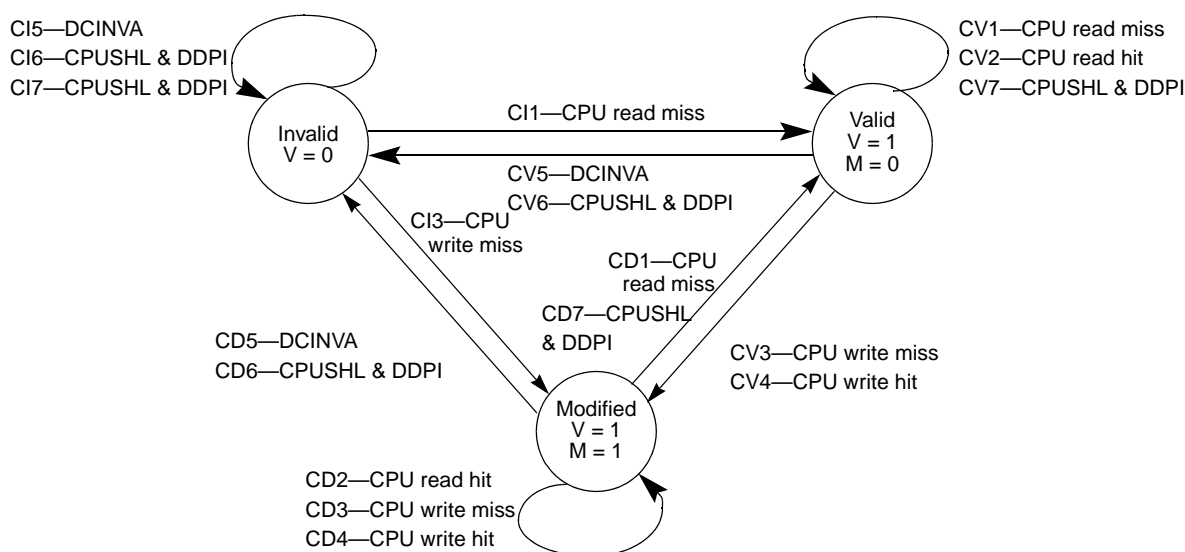 CI5—DCINVA
CI6—CPUSHL & DDPI
CI7—CPUSHL & DDPI
CV1—CPU read miss
CV2—CPU read hit
CV7—CPUSHL & DDPI
Invalid
V = 0
CI1—CPU read miss
Valid
V = 1
M = 0
CV5—DCINVA
CV6—CPUSHL & DDPI
CI3—CPU
write miss
CD1—CPU
read miss
CD7—CPUSHL
& DDPI
CD5—DCINVA
CD6—CPUSHL & DDPI
CV3—CPU write miss
CV4—CPU write hit
Modified
V = 1
M = 1
CD2—CPU read hit
CD3—CPU write miss
CD4—CPU write hit